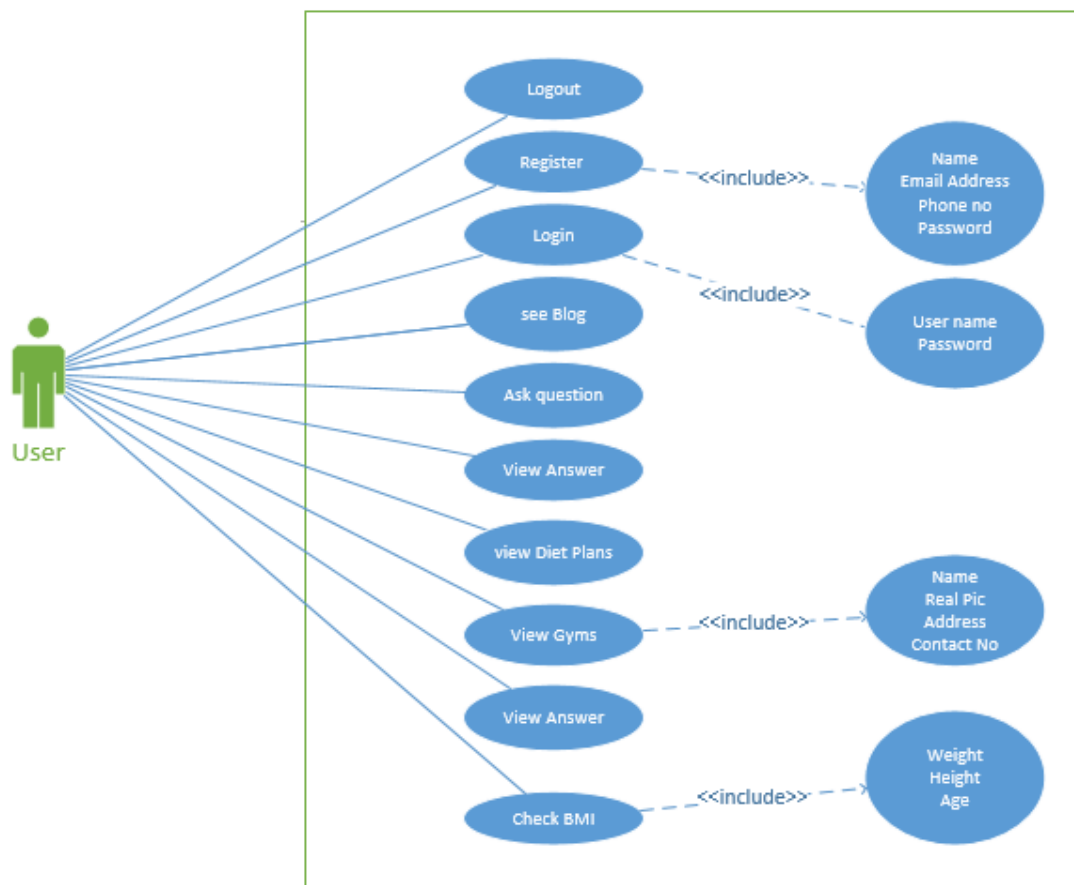 Logout
Register
<<include>>
Name
Email Address
Phone no
Password
Login
<<include>>
User name
Password
see Blog
User
Ask question
View Answer
view Diet Plans
View Gyms
<<include>>
Name
Real Pic
Address
Contact No
View Answer
Check BMI
<<include>>
Weight
Height
Age